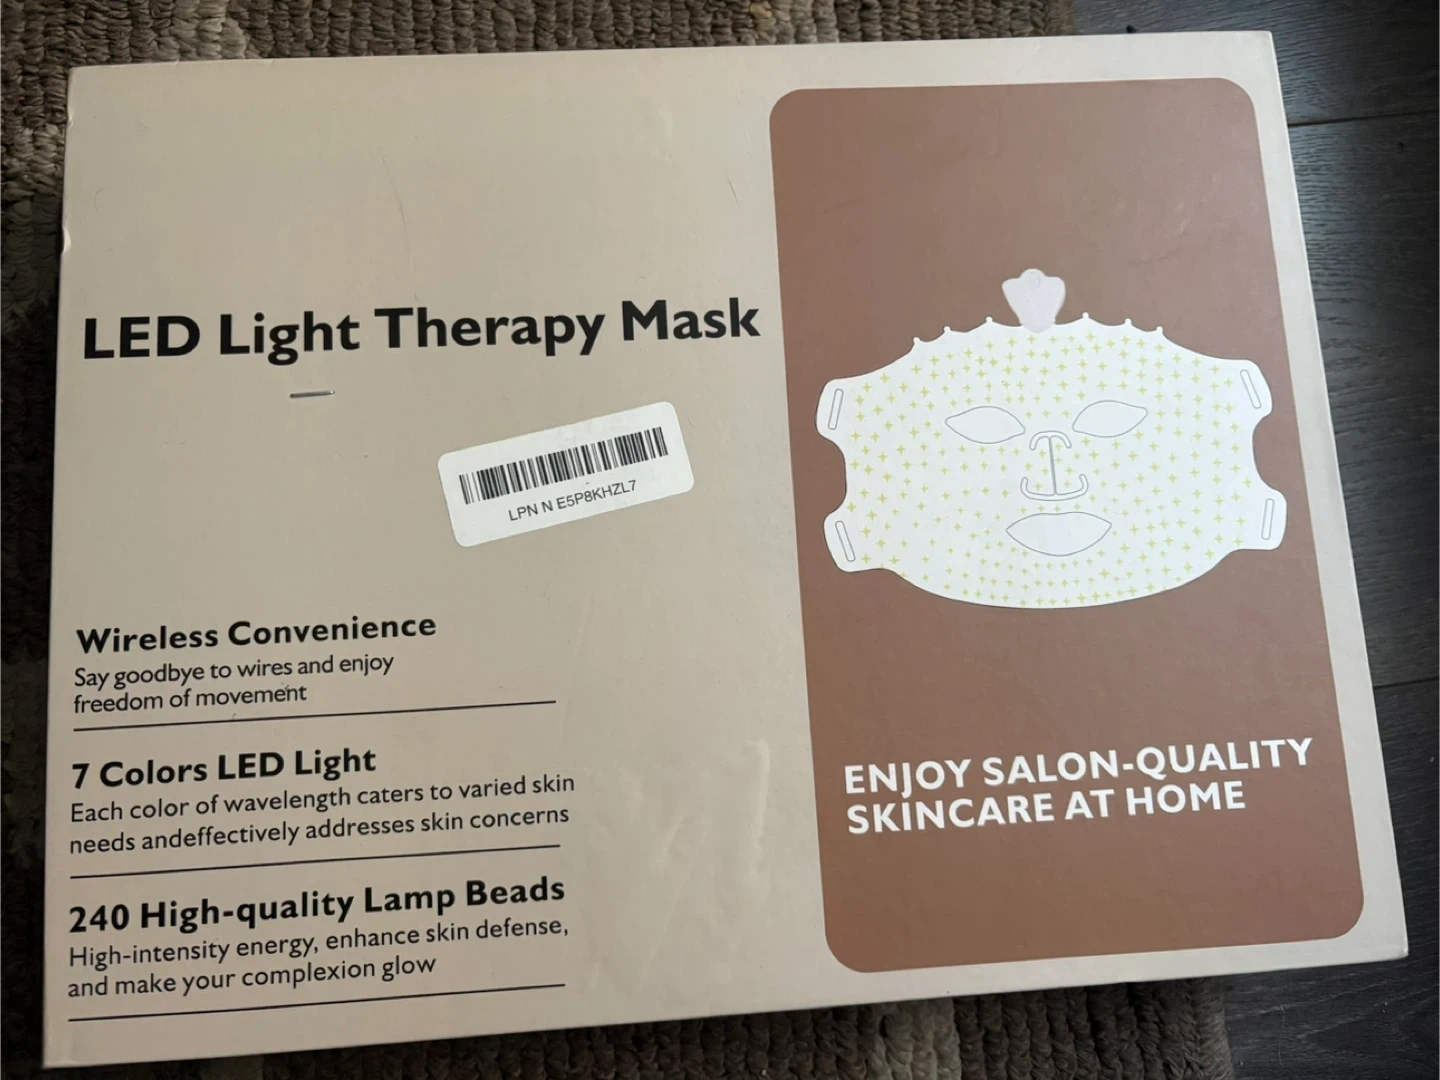 LED Light Therapy Mask
LPN N E5P8KHZL7
Wireless Convenience
Say goodbye to wires and enjoy
freedom of movement
7 Colors LED Light
Each color of wavelength caters to varied skin
needs andeffectively addresses skin concerns
240 High-quality Lamp Beads
High-intensity energy, enhance skin defense,
and make your complexion glow
ENJOY SALON-QUALITY
SKINCARE AT HOME